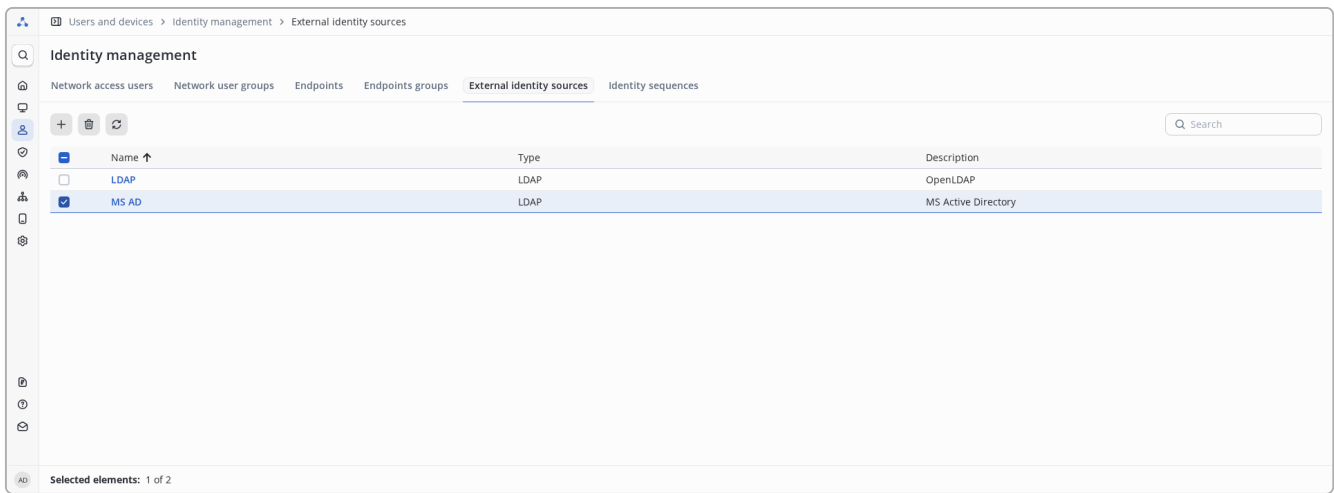 Users and devices > Identity management > External identity sources
Identity management
Network access users Network user groups Endpoints Endpoints groups External identity sources Identity sequences
Search
Name Type Description
LDAP LDAP OpenLDAP
MS AD LDAP MS Active Directory
AD Selected elements: 1 of 2